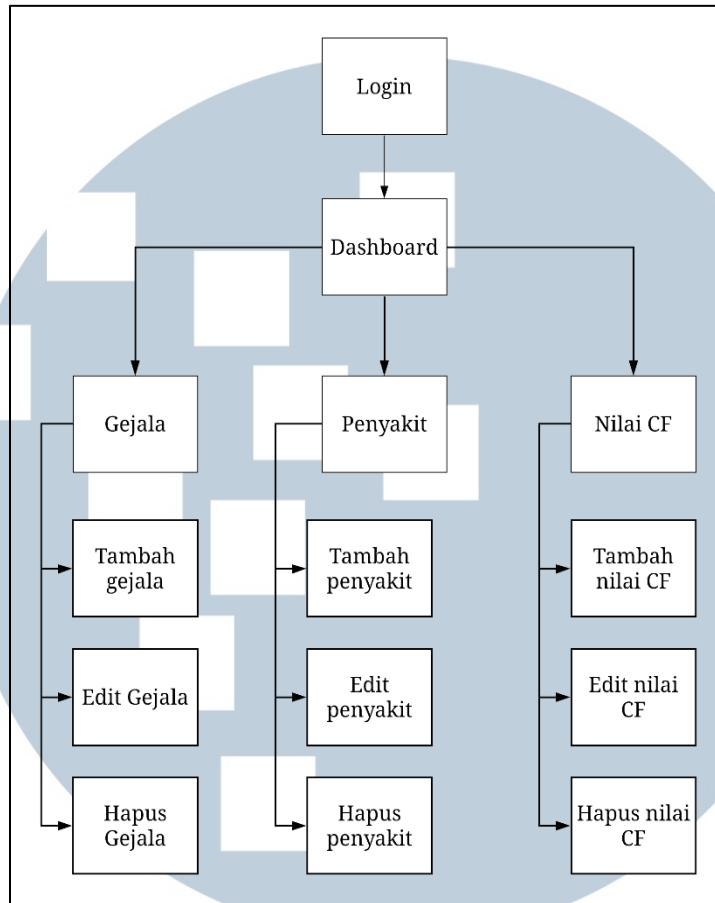 Login
Dashboard
Gejala
Penyakit
Nilai CF
Tambah
gejala
Tambah
penyakit
Tambah
nilai CF
Edit Gejala
Edit
penyakit
Edit nilai
CF
Hapus
Gejala
Hapus
penyakit
Hapus nilai
CF